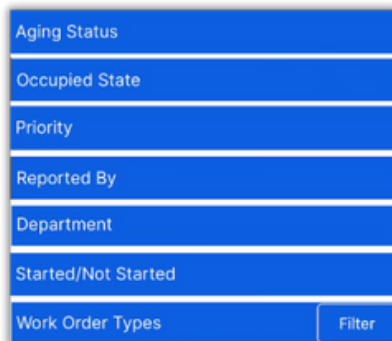 Aging Status
Occupied State
Priority
Reported By
Department
Started/Not Started
Work Order Types
Filter